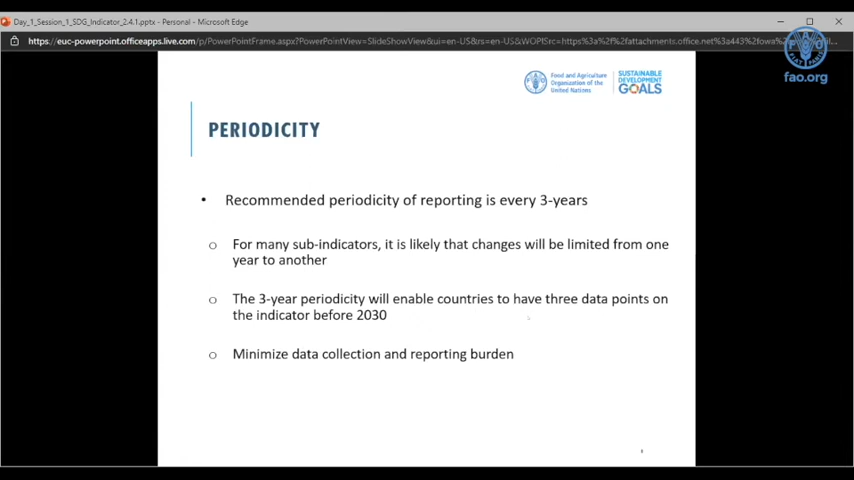 Day_1_Session_1_SDG_Indicator_2.4.1.pptx - Personal - Microsoft Edge
https://euc-powerpoint.officeapps.live.com/p/PowerPointFrame.aspx?PowerPointView=SlideShowView&ui=en-US&rs=en-US&WOPISrc=https%3a%2f%2fattachments.office.net%3a443%2fowa%
fao.org
Food and Agriculture
Organization of the
United Nations
SUSTAINABLE
DEVELOPMENT
GOALS
PERIODICITY
• Recommended periodicity of reporting is every 3-years
o For many sub-indicators, it is likely that changes will be limited from one
year to another
o The 3-year periodicity will enable countries to have three data points on
the indicator before 2030
o Minimize data collection and reporting burden